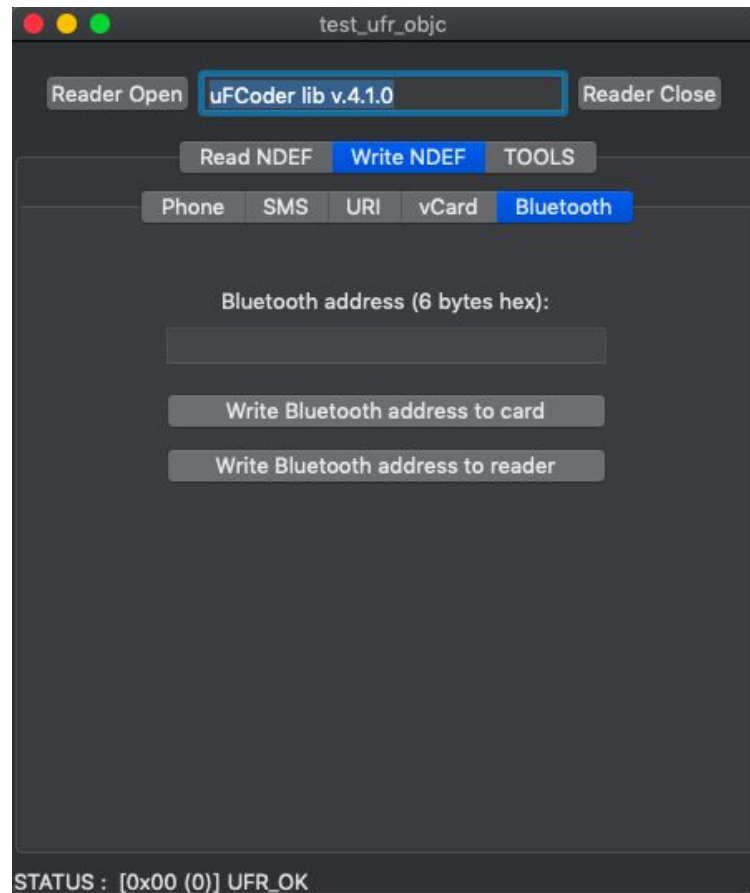 test_ufr_objc
Reader Open uFCoder lib v.4.1.0 Reader Close
Read NDEF Write NDEF TOOLS
Phone SMS URI vCard Bluetooth
Bluetooth address (6 bytes hex):
Write Bluetooth address to card
Write Bluetooth address to reader
STATUS : [0x00 (0)] UFR_OK